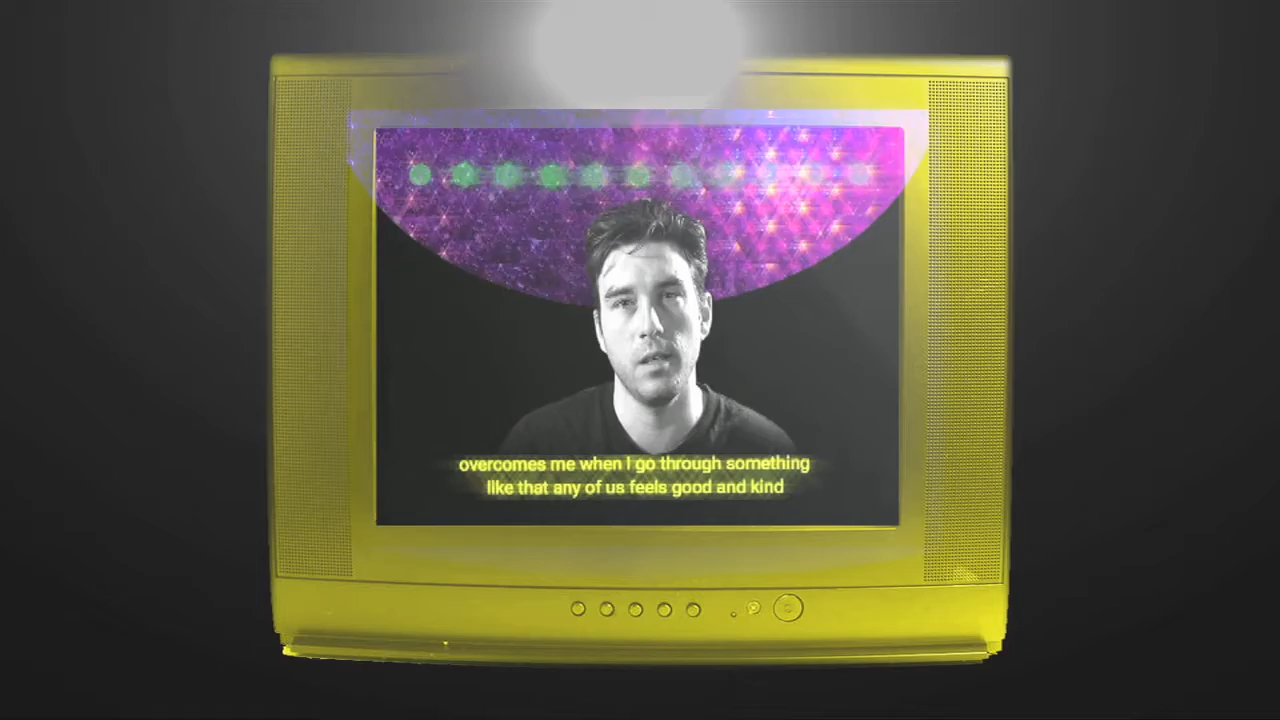 overcomes me when I go through something
like that any of us feels good and kind